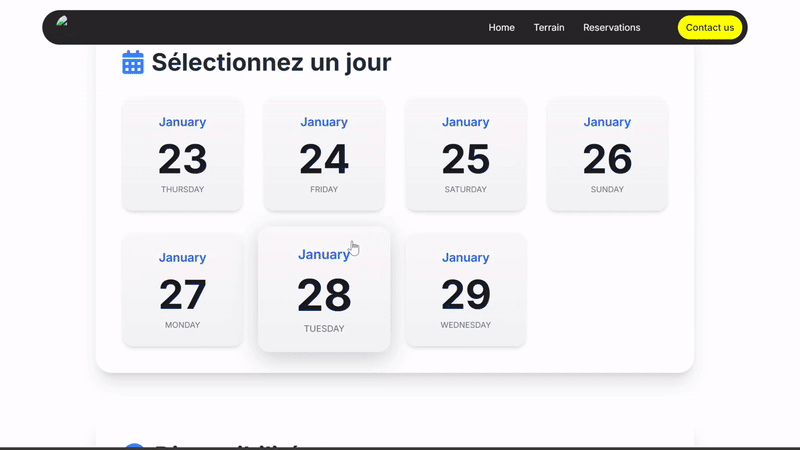 Home Terrain Reservations Contact us
Sélectionnez un jour
January January January January
23 24 25 26
THURSDAY FRIDAY SATURDAY SUNDAY
January January January
27 28 29
MONDAY TUESDAY WEDNESDAY